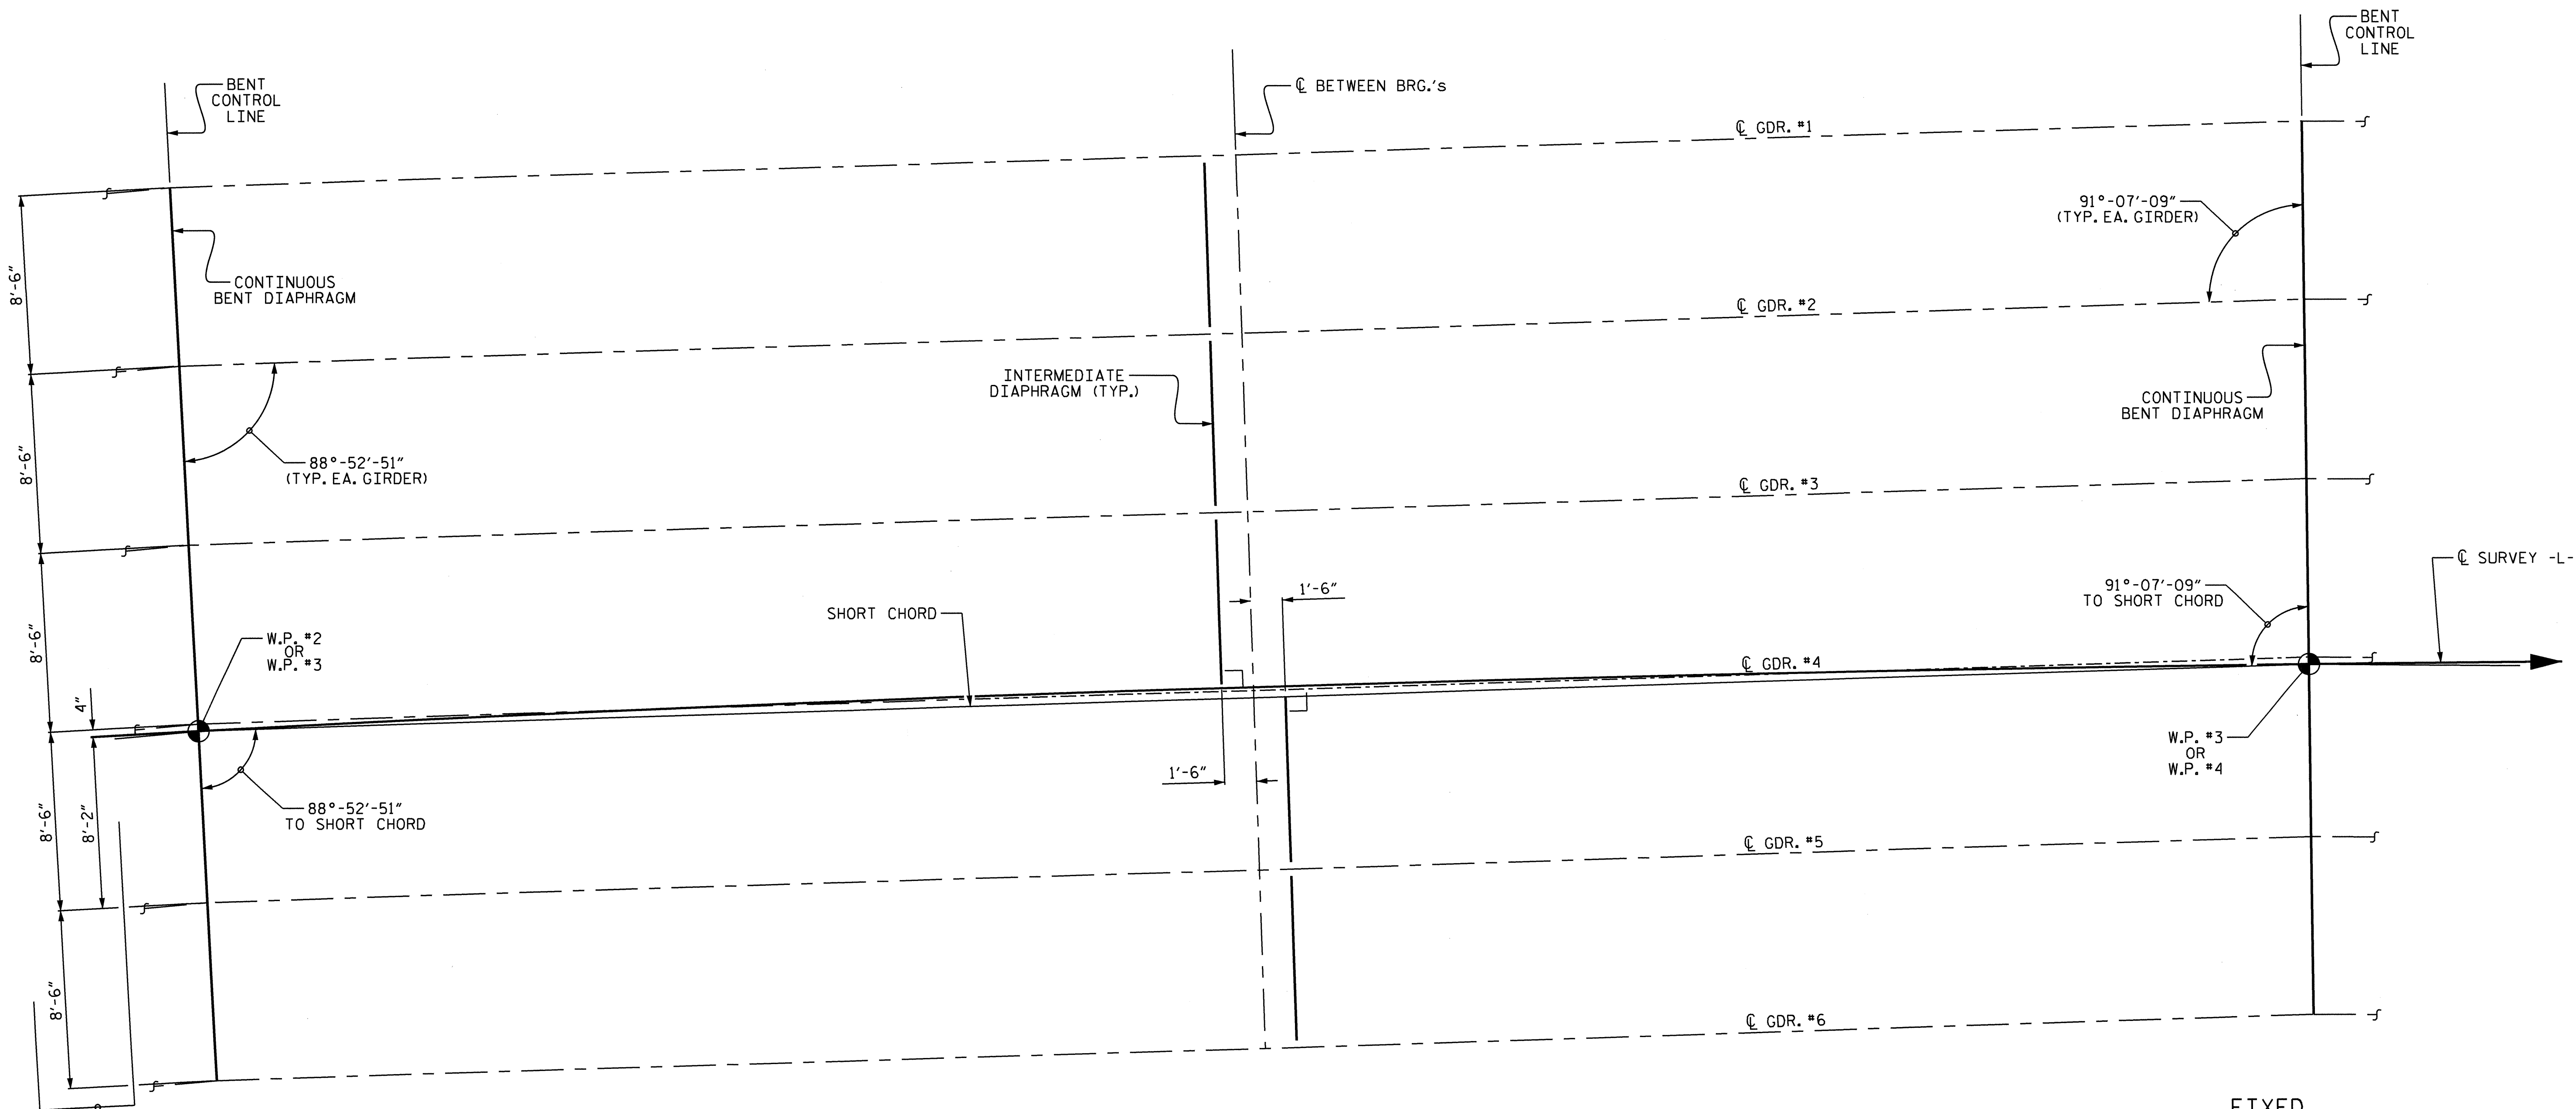 BENT
CONTROL
LINE
BENT
CONTROL
LINE
℄ BETWEEN BRG.'s
℄ GDR. #1
91°-07'-09"
(TYP. EA. GIRDER)
8'-6"
CONTINUOUS
BENT DIAPHRAGM
℄ GDR. #2
INTERMEDIATE
DIAPHRAGM (TYP.)
CONTINUOUS
BENT DIAPHRAGM
8'-6"
88°-52'-51"
(TYP. EA. GIRDER)
℄ GDR. #3
℄ SURVEY -L-
1'-6"
91°-07'-09"
TO SHORT CHORD
SHORT CHORD
8'-6"
W.P. #2
OR
W.P. #3
℄ GDR. #4
4"
W.P. #3
OR
W.P. #4
1'-6"
8'-6"
8'-2"
88°-52'-51"
TO SHORT CHORD
℄ GDR. #5
8'-6"
℄ GDR. #6
FIXED